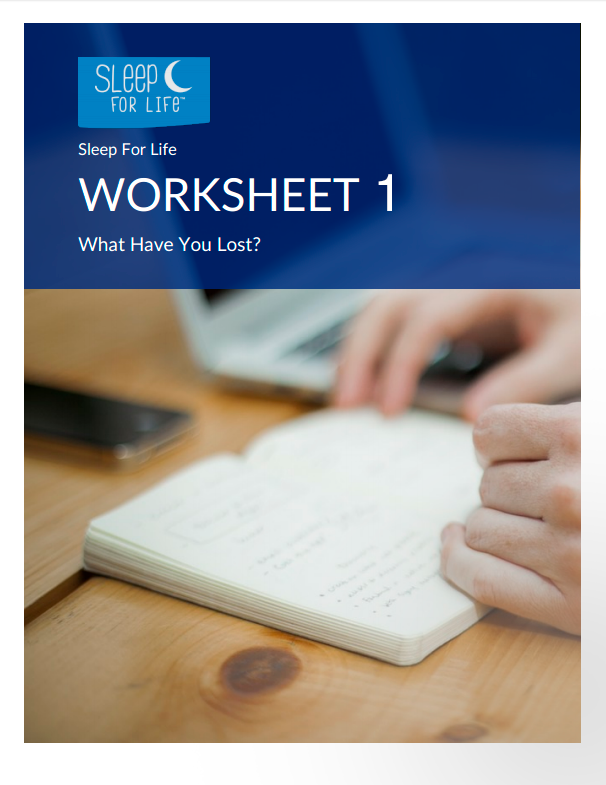 SLEEP
FOR LIFE™
Sleep For Life
WORKSHEET 1
What Have You Lost?